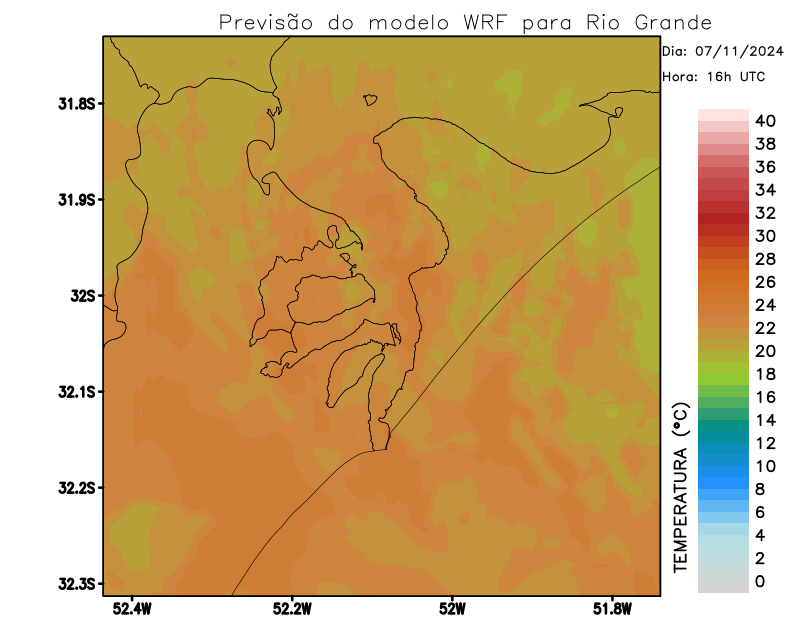 Previsão do modelo WRF para Rio Grande
Dia: 07/11/2024
Hora: 16h UTC
31.8S
31.9S
32S
32.1S
32.2S
32.3S
52.4W
52.2W
52W
51.8W
TEMPERATURA (ºC)
40
38
36
34
32
30
28
26
24
22
20
18
16
14
12
10
8
6
4
2
0